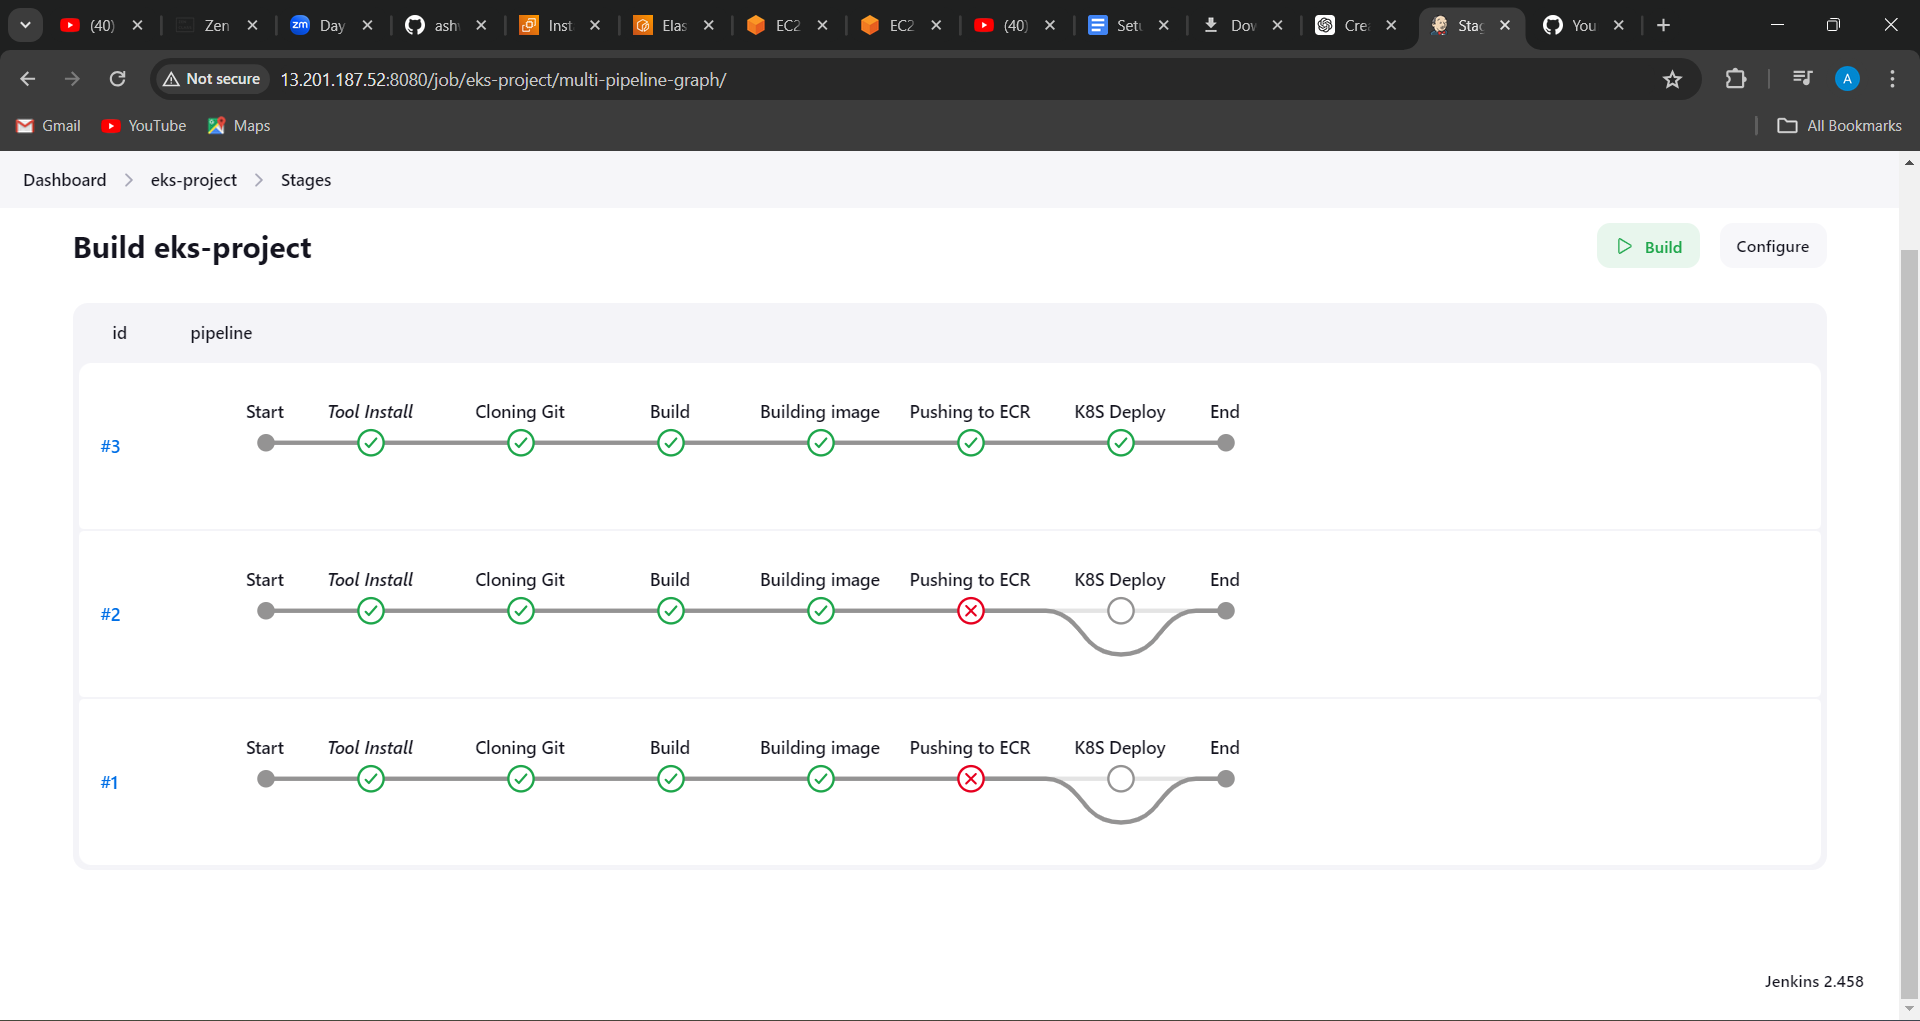 (40) Zen Day ash Inst Elas EC2 EC2 (40) Setu Dov Cre Stag You
Not secure 13.201.187.52:8080/job/eks-project/multi-pipeline-graph/ A
Gmail YouTube Maps All Bookmarks
Dashboard eks-project Stages
Build eks-project Build Configure
id pipeline
Start Tool Install Cloning Git Build Building image Pushing to ECR K8S Deploy End
#3
Start Tool Install Cloning Git Build Building image Pushing to ECR K8S Deploy End
#2
Start Tool Install Cloning Git Build Building image Pushing to ECR K8S Deploy End
#1
Jenkins 2.458